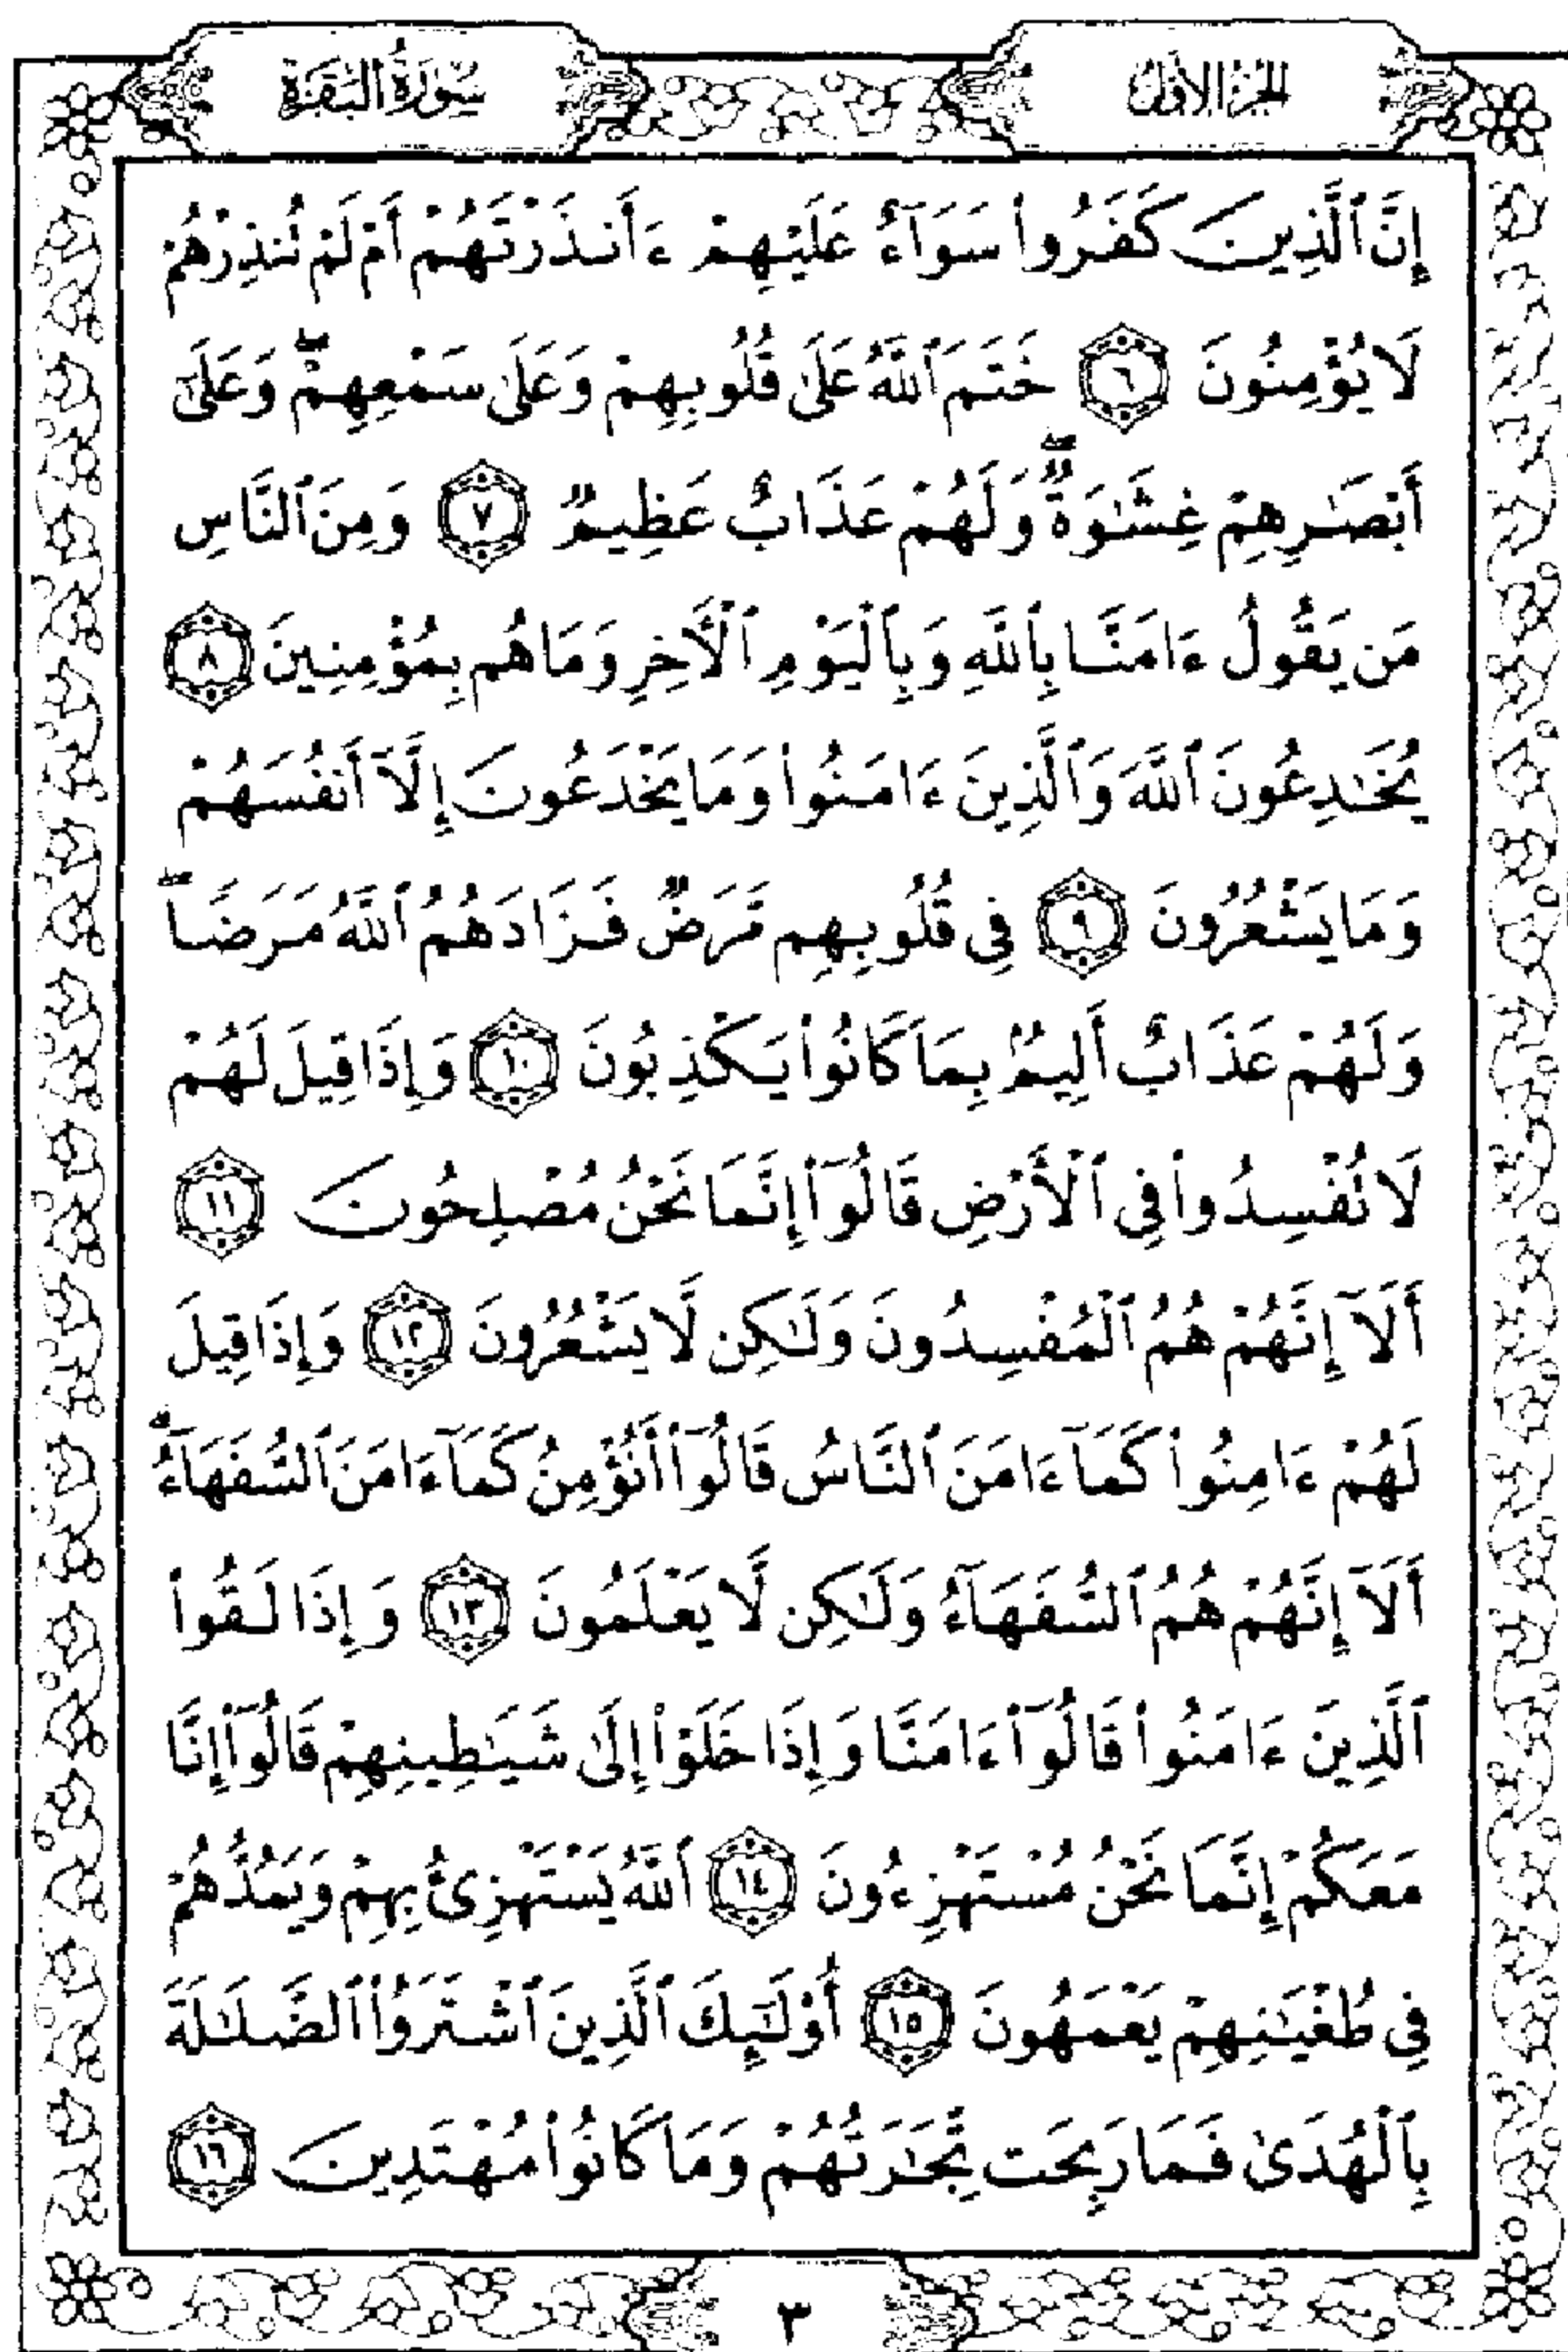 الجزء الأول
سورة البقرة
إِنَّ ٱلَّذِينَ كَفَرُوا۟ سَوَآءٌ عَلَيْهِمْ ءَأَنذَرْتَهُمْ أَمْ لَمْ تُنذِرْهُمْ
لَا يُؤْمِنُونَ ٦ خَتَمَ ٱللَّهُ عَلَىٰ قُلُوبِهِمْ وَعَلَىٰ سَمْعِهِمْ ۖ وَعَلَىٰٓ
أَبْصَـٰرِهِمْ غِشَـٰوَةٌ ۖ وَلَهُمْ عَذَابٌ عَظِيمٌ ٧ وَمِنَ ٱلنَّاسِ
مَن يَقُولُ ءَامَنَّا بِٱللَّهِ وَبِٱلْيَوْمِ ٱلْـَٔاخِرِ وَمَا هُم بِمُؤْمِنِينَ ٨
يُخَـٰدِعُونَ ٱللَّهَ وَٱلَّذِينَ ءَامَنُوا۟ وَمَا يَخْدَعُونَ إِلَّآ أَنفُسَهُمْ
وَمَا يَشْعُرُونَ ٩ فِى قُلُوبِهِم مَّرَضٌ فَزَادَهُمُ ٱللَّهُ مَرَضًا ۖ
وَلَهُمْ عَذَابٌ أَلِيمٌۢ بِمَا كَانُوا۟ يَكْذِبُونَ ١٠ وَإِذَا قِيلَ لَهُمْ
لَا تُفْسِدُوا۟ فِى ٱلْأَرْضِ قَالُوٓا۟ إِنَّمَا نَحْنُ مُصْلِحُونَ ١١
أَلَآ إِنَّهُمْ هُمُ ٱلْمُفْسِدُونَ وَلَـٰكِن لَّا يَشْعُرُونَ ١٢ وَإِذَا قِيلَ
لَهُمْ ءَامِنُوا۟ كَمَآ ءَامَنَ ٱلنَّاسُ قَالُوٓا۟ أَنُؤْمِنُ كَمَآ ءَامَنَ ٱلسُّفَهَآءُ ۗ
أَلَآ إِنَّهُمْ هُمُ ٱلسُّفَهَآءُ وَلَـٰكِن لَّا يَعْلَمُونَ ١٣ وَإِذَا لَقُوا۟
ٱلَّذِينَ ءَامَنُوا۟ قَالُوٓا۟ ءَامَنَّا وَإِذَا خَلَوْا۟ إِلَىٰ شَيَـٰطِينِهِمْ قَالُوٓا۟ إِنَّا
مَعَكُمْ إِنَّمَا نَحْنُ مُسْتَهْزِءُونَ ١٤ ٱللَّهُ يَسْتَهْزِئُ بِهِمْ وَيَمُدُّهُمْ
فِى طُغْيَـٰنِهِمْ يَعْمَهُونَ ١٥ أُو۟لَـٰٓئِكَ ٱلَّذِينَ ٱشْتَرَوُا۟ ٱلضَّلَـٰلَةَ
بِٱلْهُدَىٰ فَمَا رَبِحَت تِّجَـٰرَتُهُمْ وَمَا كَانُوا۟ مُهْتَدِينَ ١٦
٣